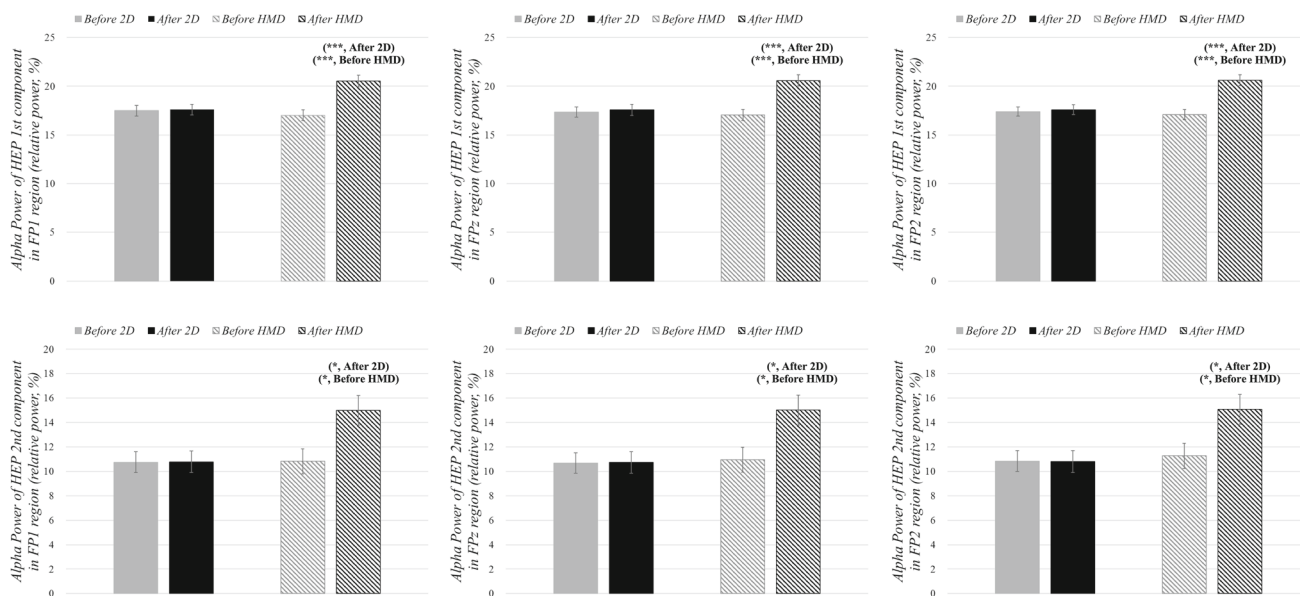 Before 2D After 2D Before HMD After HMD
25
20
15
10
5
0
Alpha Power of HEP 1st component
in FP1 region (relative power, %)
(***, After 2D)
(***, Before HMD)
Before 2D After 2D Before HMD After HMD
25
20
15
10
5
0
Alpha Power of HEP 1st component
in FPz region (relative power, %)
(***, After 2D)
(***, Before HMD)
Before 2D After 2D Before HMD After HMD
25
20
15
10
5
0
Alpha Power of HEP 1st component
in FP2 region (relative power, %)
(***, After 2D)
(***, Before HMD)
Before 2D After 2D Before HMD After HMD
20
18
16
14
12
10
8
6
4
2
0
Alpha Power of HEP 2nd component
in FP1 region (relative power, %)
(*, After 2D)
(*, Before HMD)
Before 2D After 2D Before HMD After HMD
20
18
16
14
12
10
8
6
4
2
0
Alpha Power of HEP 2nd component
in FPz region (relative power, %)
(*, After 2D)
(*, Before HMD)
Before 2D After 2D Before HMD After HMD
20
18
16
14
12
10
8
6
4
2
0
Alpha Power of HEP 2nd component
in FP2 region (relative power, %)
(*, After 2D)
(*, Before HMD)